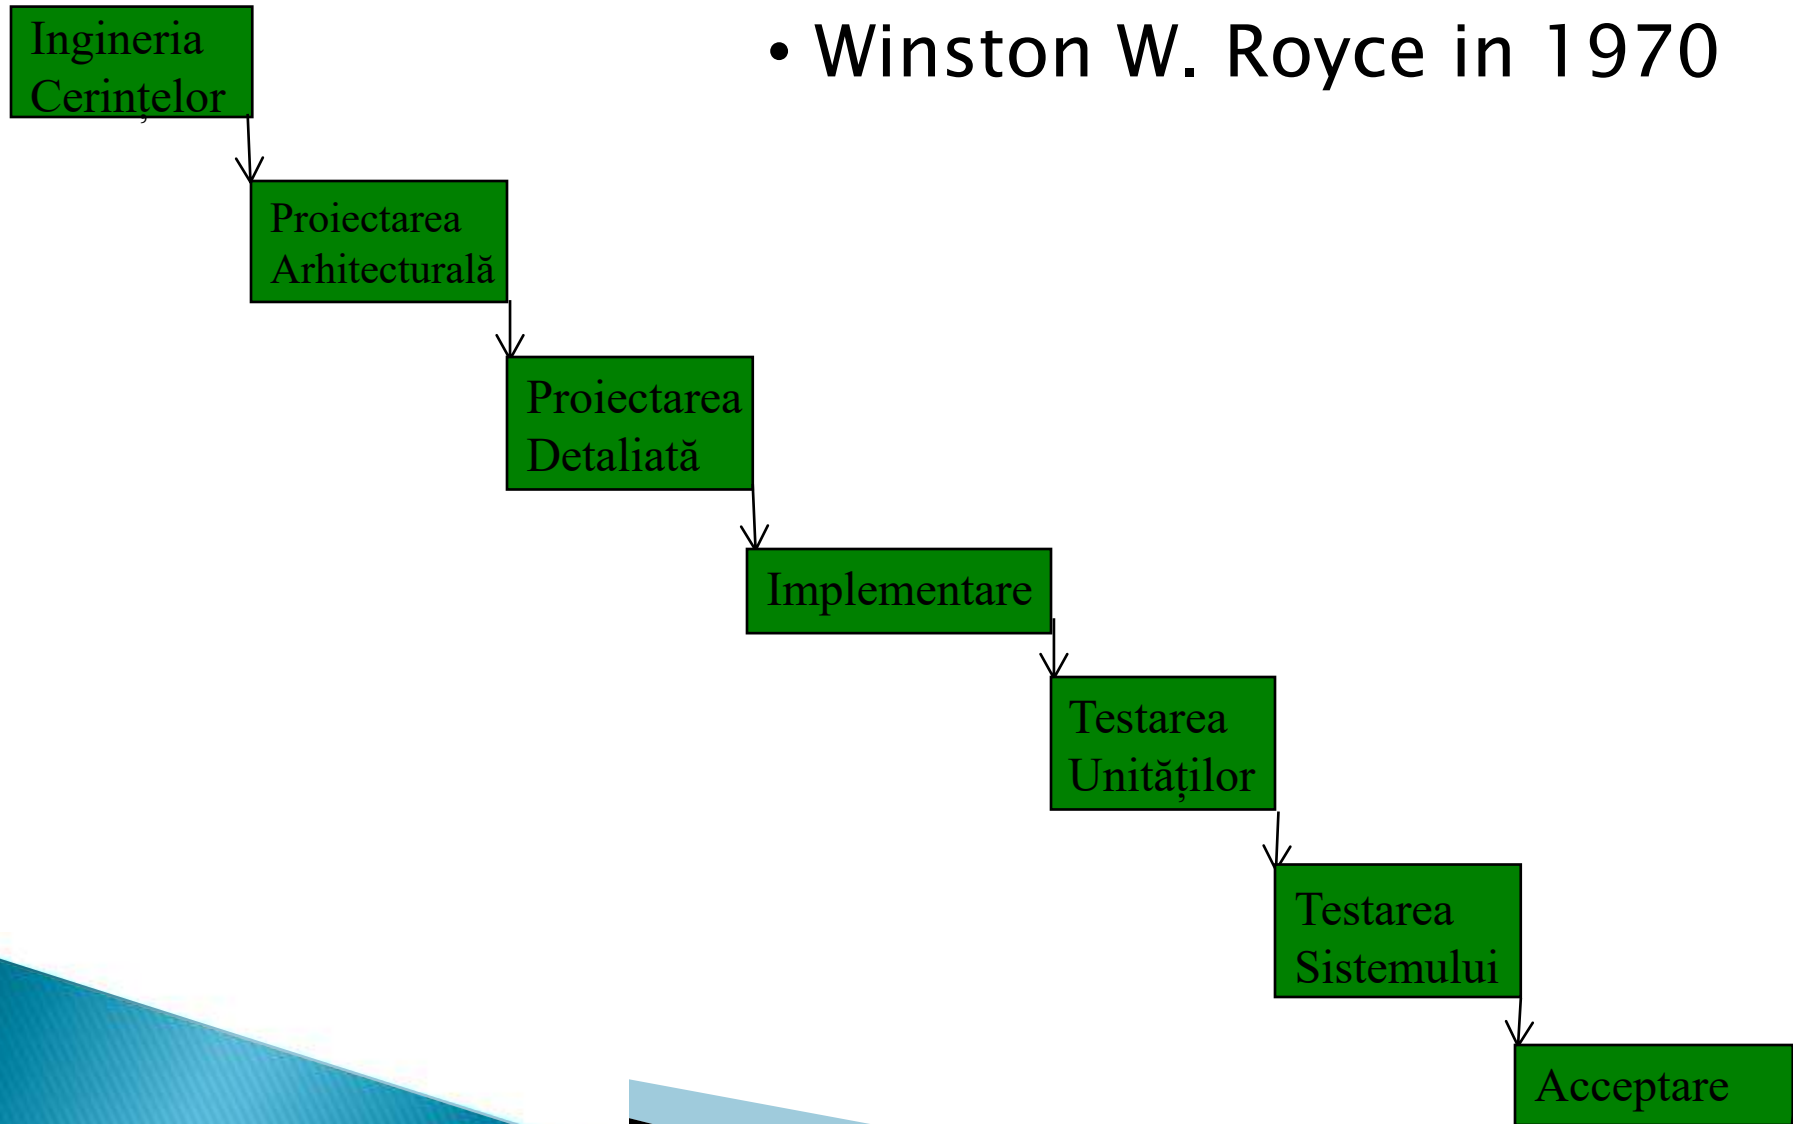 • Winston W. Royce in 1970
Ingineria
Cerințelor
Proiectarea
Arhitecturală
Proiectarea
Detaliată
Implementare
Testarea
Unităților
Testarea
Sistemului
Acceptare